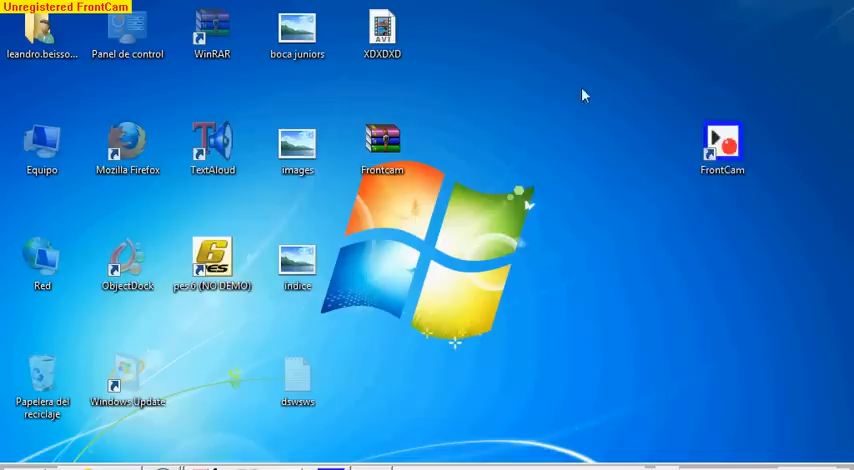 Unregistered FrontCam
leandro.beisso...
Panel de control
WinRAR
boca juniors
XDXDXD
Equipo
Mozilla Firefox
TextAloud
images
Frontcam
FrontCam
Red
ObjectDock
pes 6 (NO DEMO)
indice
Papelera de reciclaje
Windows Update
dswsws